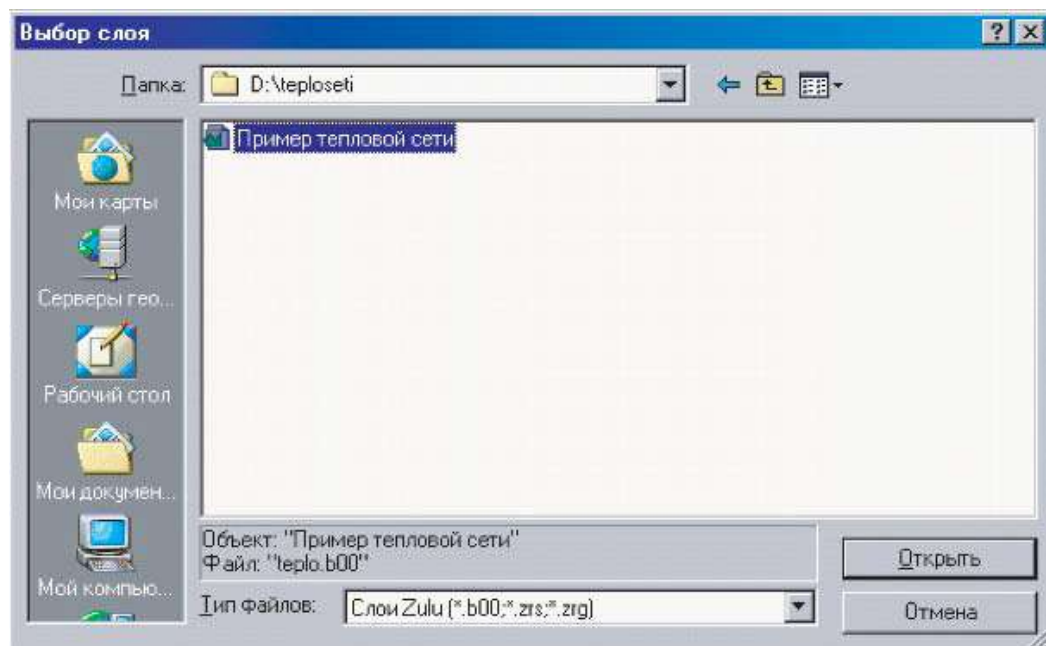 Выбор слоя
Папка: D:\teploseti
Пример тепловой сети
Мои карты
Серверы гео...
Рабочий стол
Мои докумен...
Мой компью...
Объект: "Пример тепловой сети"
Файл: "teplo.b00"
Тип файлов: Слои Zulu (*.b00;*.zrs;*.zrg)
Открыть
Отмена